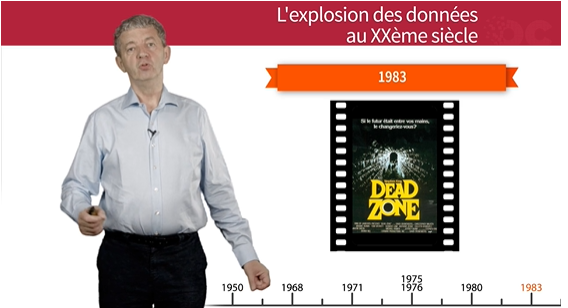 L'explosion des données
au XXème siècle
OC
1983
Si le futur était entre vos mains,
le changeriez-vous?
DEAD
ZONE
1950 1968 1971 1975 1976 1980 1983